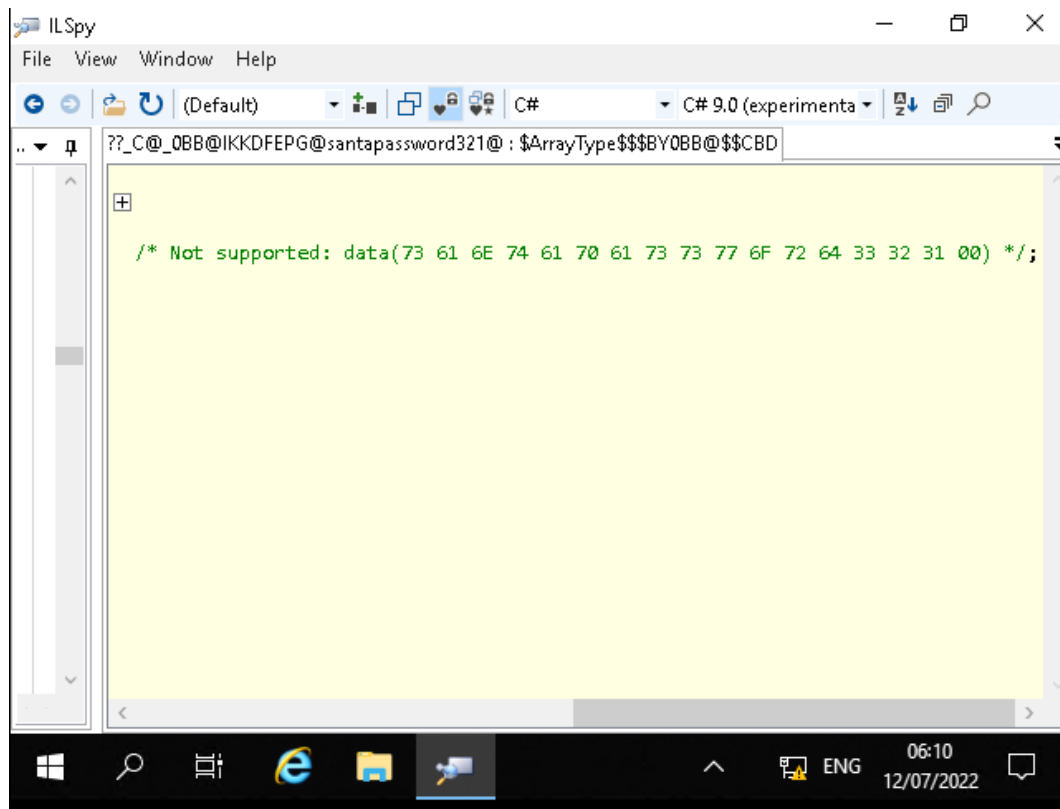 ILSpy
File View Window Help
(Default) C# C# 9.0 (experimenta
..
??_C@_0BB@IKKDFEPG@santapassword321@ : $ArrayType$$$BY0BB@$$CBD
/* Not supported: data(73 61 6E 74 61 70 61 73 73 77 6F 72 64 33 32 31 00) */;
ENG
06:10
12/07/2022